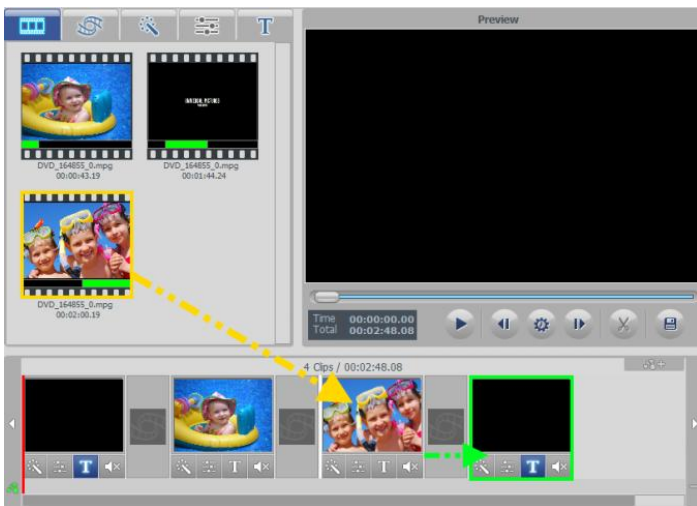 T
Preview
DVD_164855_0.mpg
00:00:43.19
DVD_164855_0.mpg
00:01:44.24
DVD_164855_0.mpg
00:02:00.19
Time 00:00:00.00
Total 00:02:48.08
4 Clips / 00:02:48.08
T
T
T
T